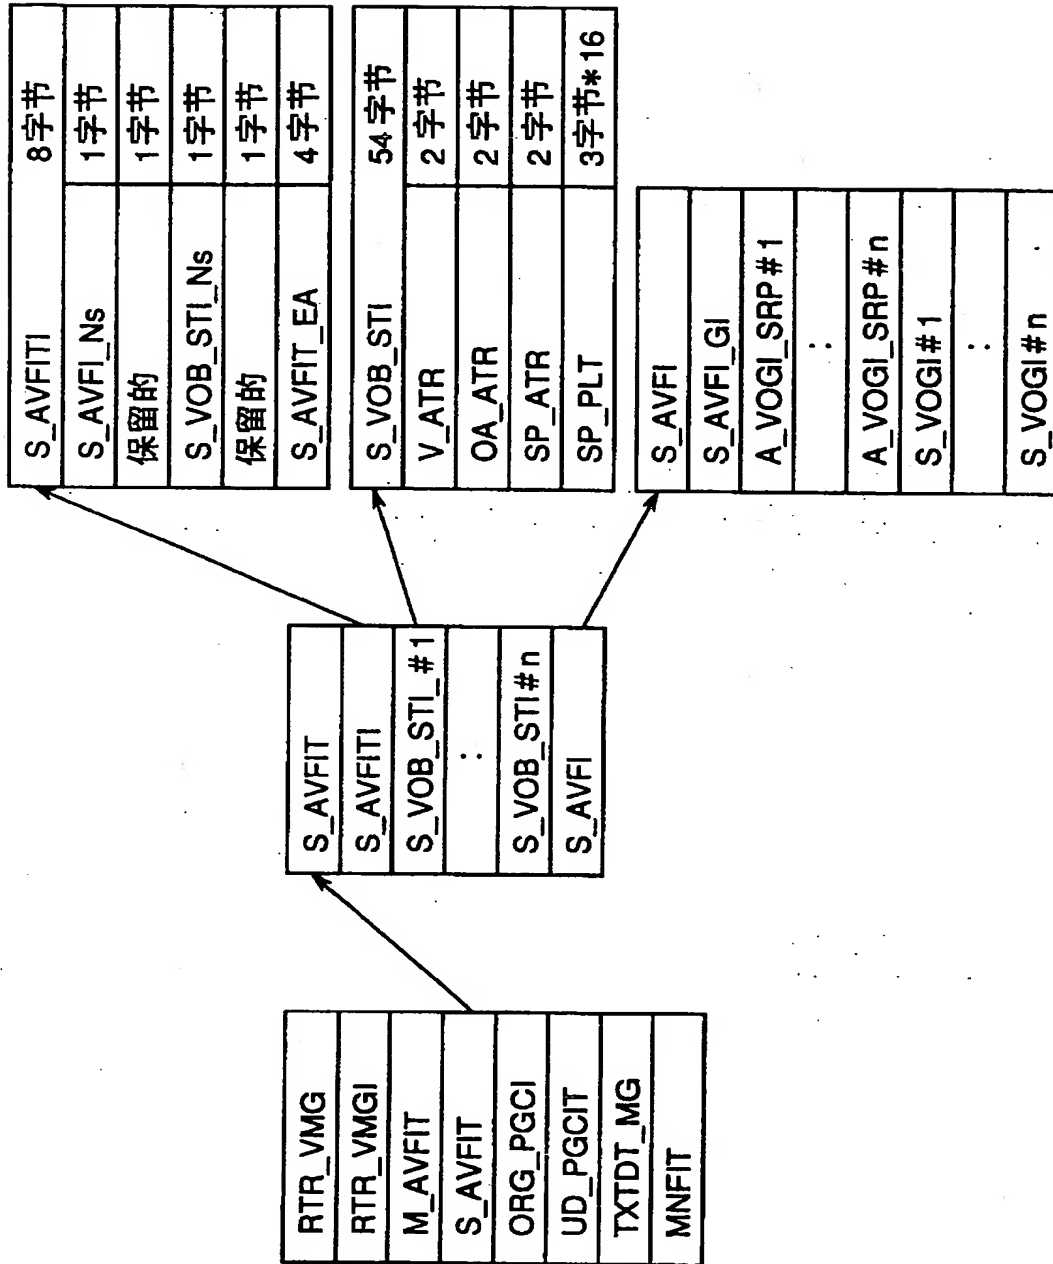 RTR_VMG
RTR_VMGI
M_AVFIT
S_AVFIT
ORG_PGCI
UD_PGCIT
TXTDT_MG
MNFIT
S_AVFIT
S_AVFITI
S_VOB_STI_#1
:
S_VOB_STI#n
S_AVFI
S_AVFITI 8字节
S_AVFI_Ns 1字节
保留的 1字节
S_VOB_STI_Ns 1字节
保留的 1字节
S_AVFIT_EA 4字节
S_VOB_STI 54字节
V_ATR 2字节
OA_ATR 2字节
SP_ATR 2字节
SP_PLT 3字节*16
S_AVFI
S_AVFI_GI
A_VOGI_SRP#1
:
A_VOGI_SRP#n
S_VOGI#1
:
S_VOGI#n